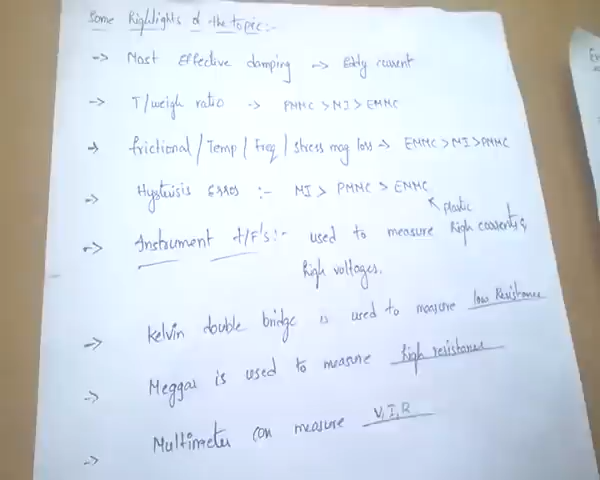 Some Highlights of the topic:-
-> Most Effective damping -> Eddy current
-> T/weigh ratio -> PMMC > MI > EMMC
-> frictional / Temp / Freq / stress mag loss -> EMMC > MI > PMMC
-> Hysterisis Error :- MI > PMMC > EMMC
plastic
-> Instrument t/F's:- used to measure high currents &
high voltages.
-> Kelvin double bridge is used to measure low Resistance
-> Meggar is used to measure high resistance
-> Multimeter can measure V, I, R